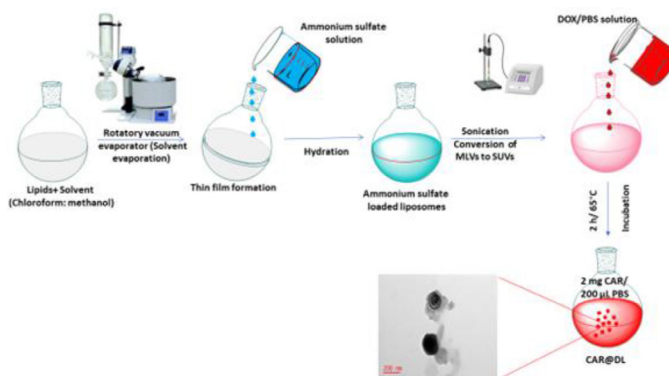 Ammonium sulfate
solution
DOX/PBS solution
Rotatory vacuum
evaporator (Solvent
evaporation)
Hydration
Sonication
Conversion of
MLVs to SUVs
Lipids+ Solvent
(Chloroform: methanol)
Thin film formation
Ammonium sulfate
loaded liposomes
2 h/ 65°C
Incubation
2 mg CAR/
200 µL PBS
CAR@DL
200 nm